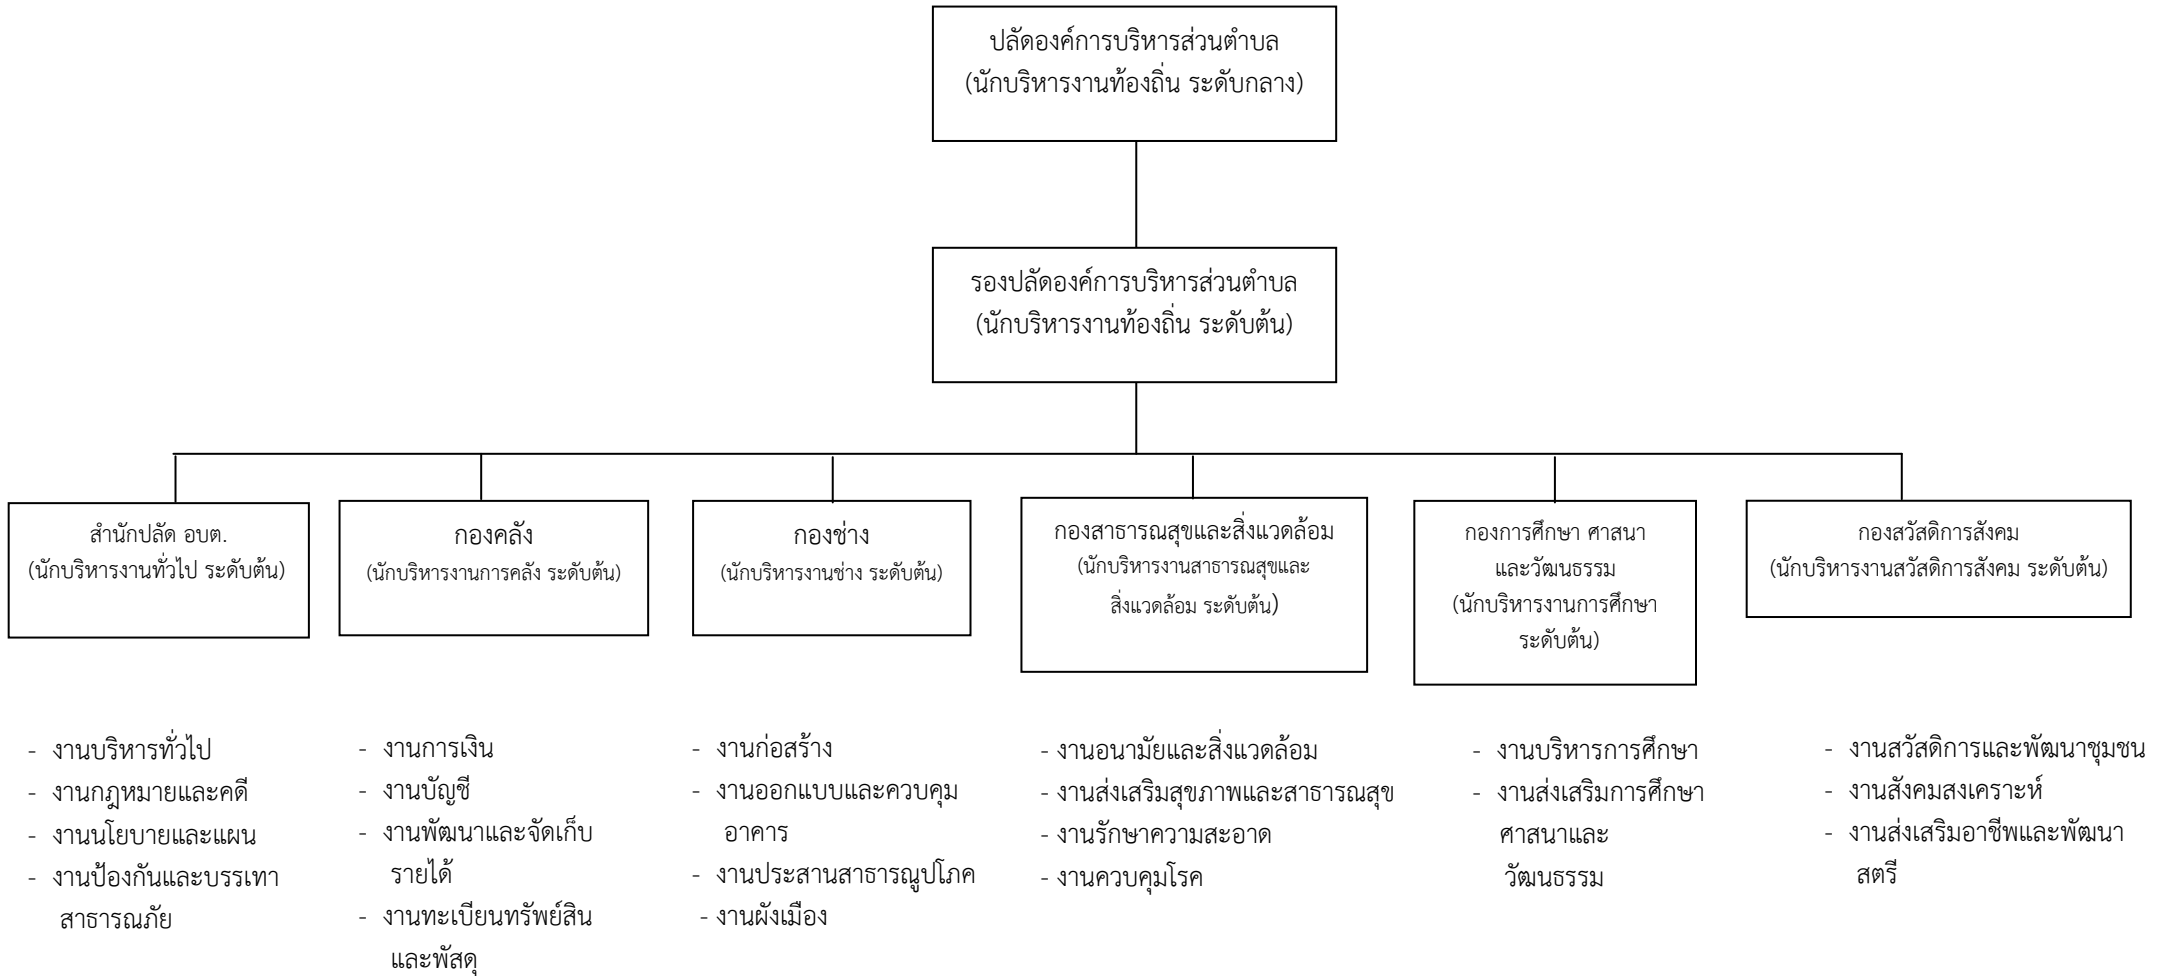 ปลัดองค์การบริหารส่วนตำบล
(นักบริหารงานท้องถิ่น ระดับกลาง)
รองปลัดองค์การบริหารส่วนตำบล
(นักบริหารงานท้องถิ่น ระดับต้น)
สำนักปลัด อบต.
(นักบริหารงานทั่วไป ระดับต้น)
กองคลัง
(นักบริหารงานการคลัง ระดับต้น)
กองช่าง
(นักบริหารงานช่าง ระดับต้น)
กองสาธารณสุขและสิ่งแวดล้อม
(นักบริหารงานสาธารณสุขและ
สิ่งแวดล้อม ระดับต้น)
กองการศึกษา ศาสนา
และวัฒนธรรม
(นักบริหารงานการศึกษา
ระดับต้น)
กองสวัสดิการสังคม
(นักบริหารงานสวัสดิการสังคม ระดับต้น)
- งานบริหารทั่วไป
- งานกฎหมายและคดี
- งานนโยบายและแผน
- งานป้องกันและบรรเทา
สาธารณภัย
- งานการเงิน
- งานบัญชี
- งานพัฒนาและจัดเก็บ
รายได้
- งานทะเบียนทรัพย์สิน
และพัสดุ
- งานก่อสร้าง
- งานออกแบบและควบคุม
อาคาร
- งานประสานสาธารณูปโภค
- งานผังเมือง
- งานอนามัยและสิ่งแวดล้อม
- งานส่งเสริมสุขภาพและสาธารณสุข
- งานรักษาความสะอาด
- งานควบคุมโรค
- งานบริหารการศึกษา
- งานส่งเสริมการศึกษา
ศาสนาและ
วัฒนธรรม
- งานสวัสดิการและพัฒนาชุมชน
- งานสังคมสงเคราะห์
- งานส่งเสริมอาชีพและพัฒนา
สตรี